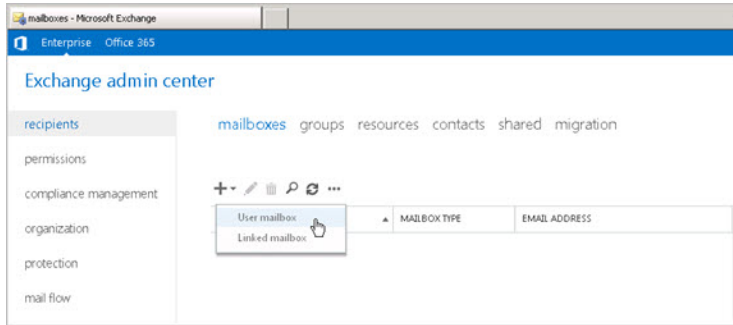 mailboxes - Microsoft Exchange
Enterprise Office 365
Exchange admin center
recipients
permissions
compliance management
organization
protection
mail flow
mailboxes groups resources contacts shared migration
User mailbox
Linked mailbox
MAILBOX TYPE EMAIL ADDRESS